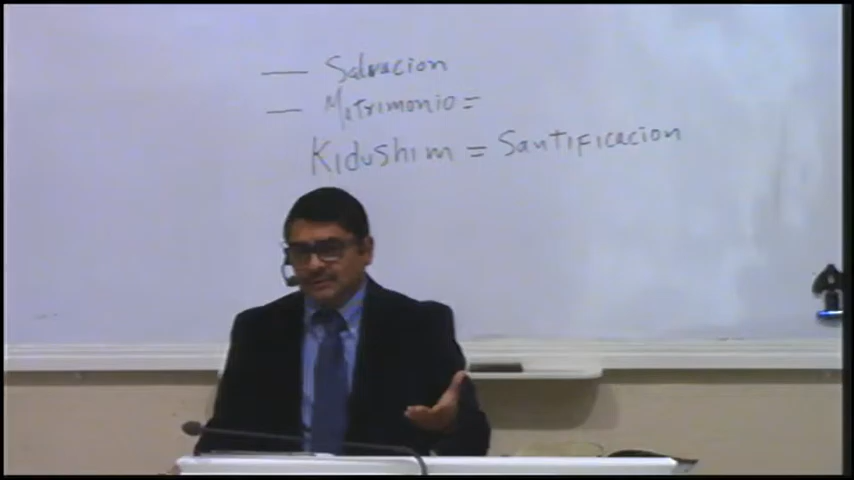 — Salvacion
— Matrimonio =
Kidushim = Santificacion